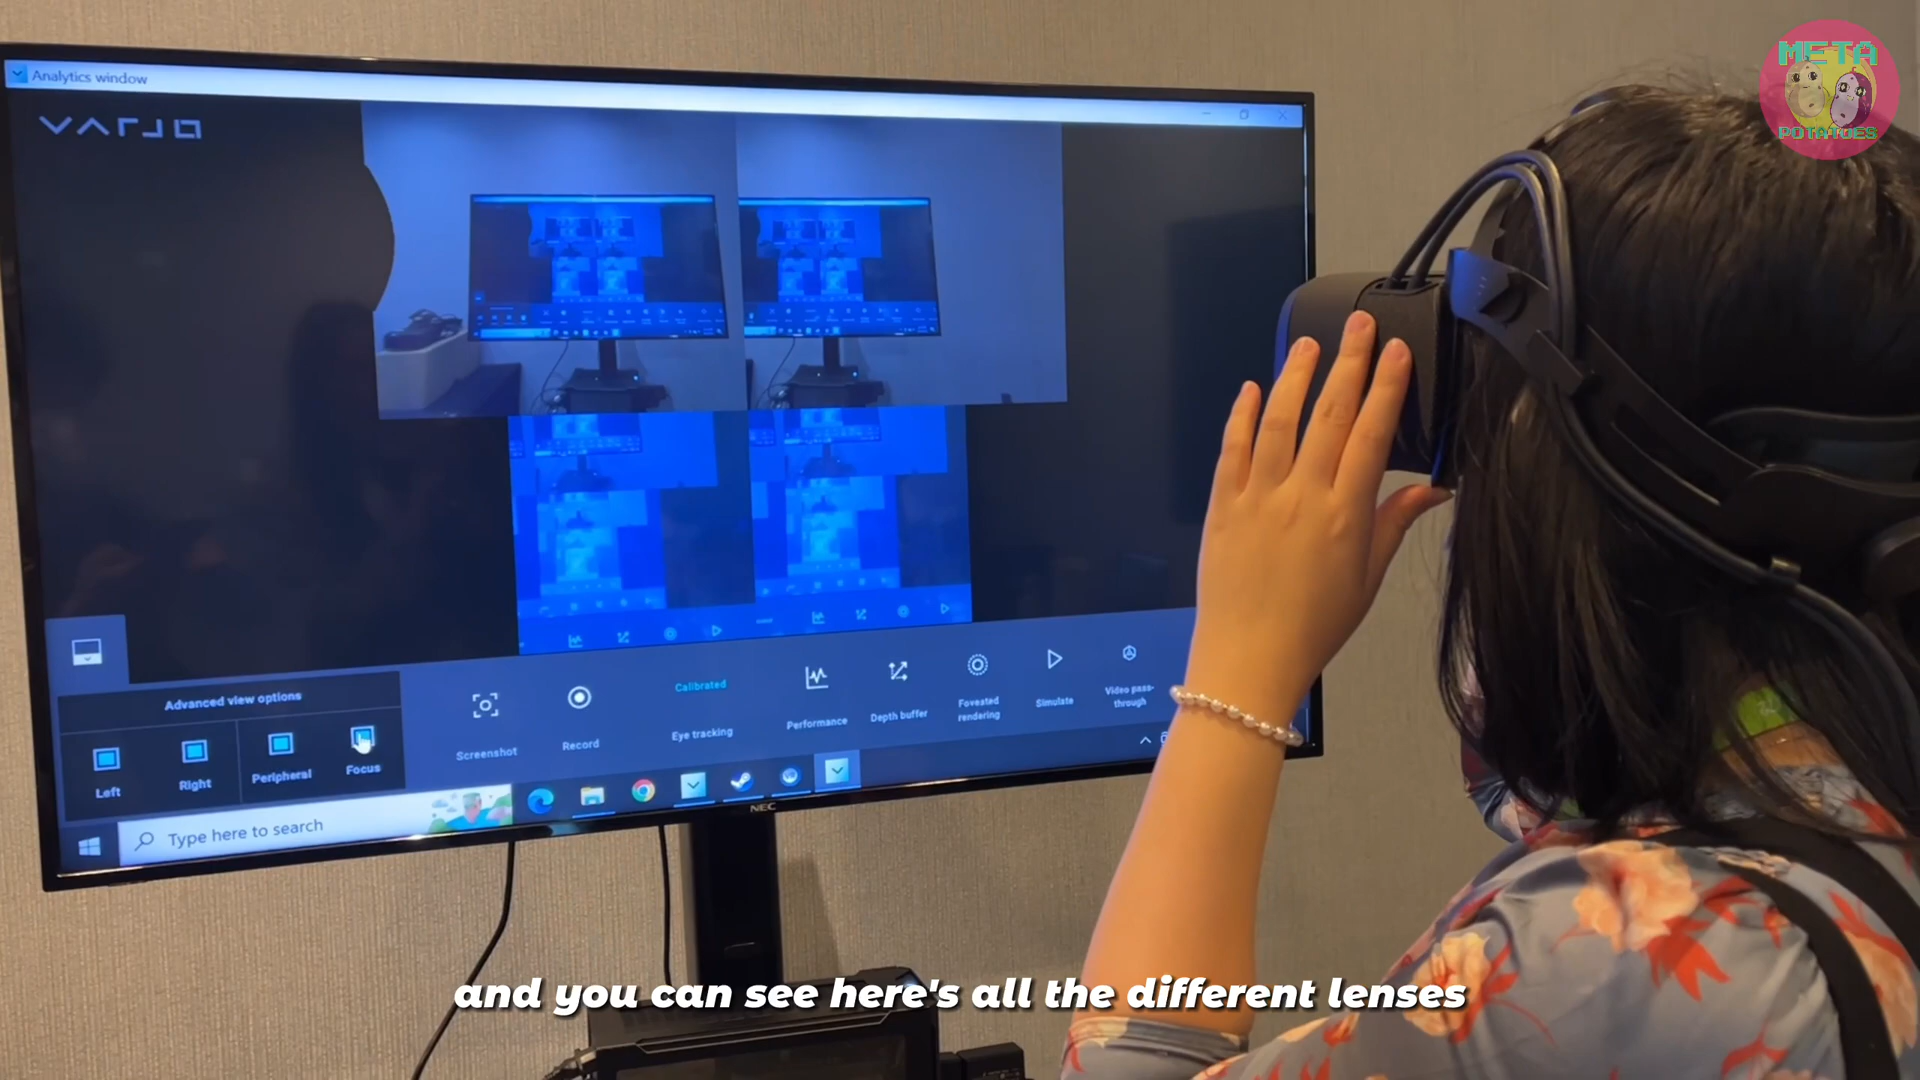 META
POTATOES
Analytics window
VARJO
Advanced view options
Left
Right
Peripheral
Focus
Screenshot
Record
Calibrated
Eye tracking
Performance
Depth buffer
Foveated
rendering
Simulate
Video pass-
through
Type here to search
NEC
and you can see here's all the different lenses